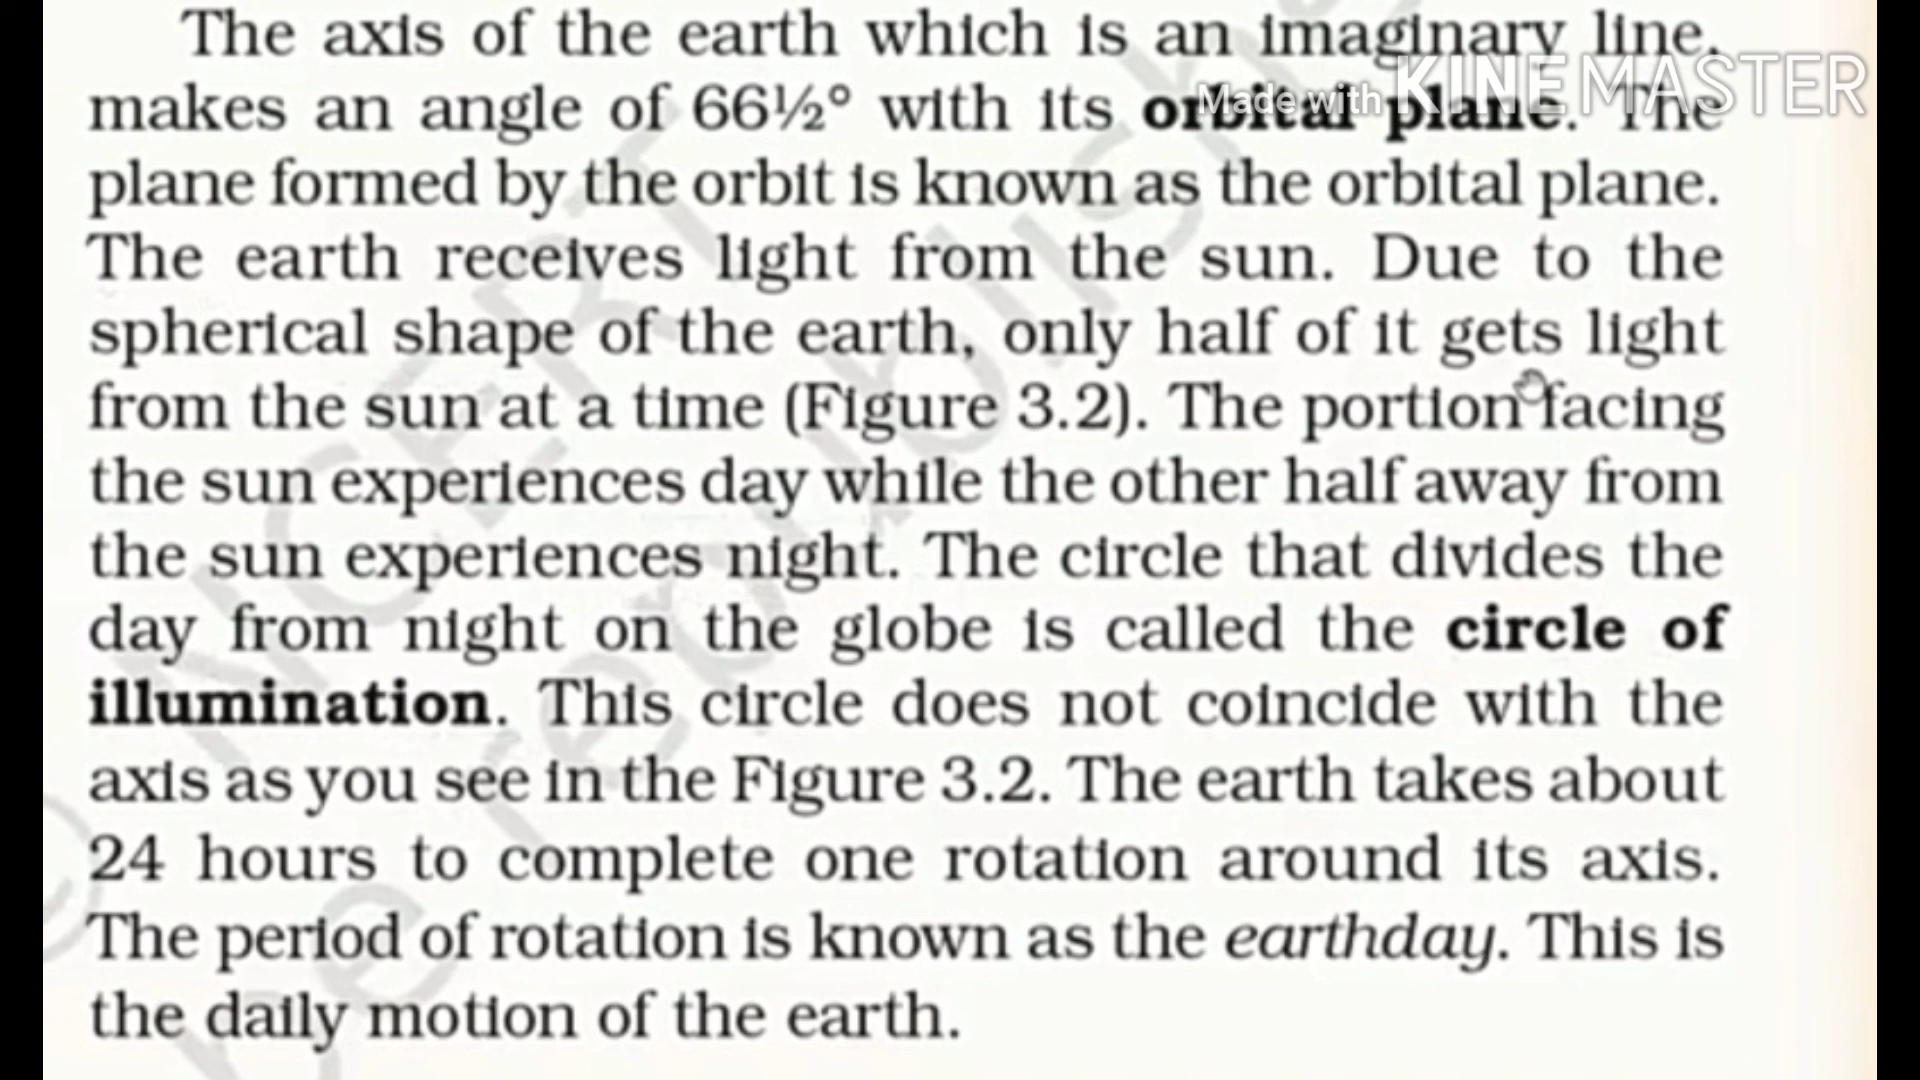 The axis of the earth which is an imaginary line,
makes an angle of 66½° with its orbital plane. The
Made with KINEMASTER
plane formed by the orbit is known as the orbital plane.
The earth receives light from the sun. Due to the
spherical shape of the earth, only half of it gets light
from the sun at a time (Figure 3.2). The portion facing
the sun experiences day while the other half away from
the sun experiences night. The circle that divides the
day from night on the globe is called the circle of
illumination. This circle does not coincide with the
axis as you see in the Figure 3.2. The earth takes about
24 hours to complete one rotation around its axis.
The period of rotation is known as the earthday. This is
the daily motion of the earth.
© NCERT
be republished